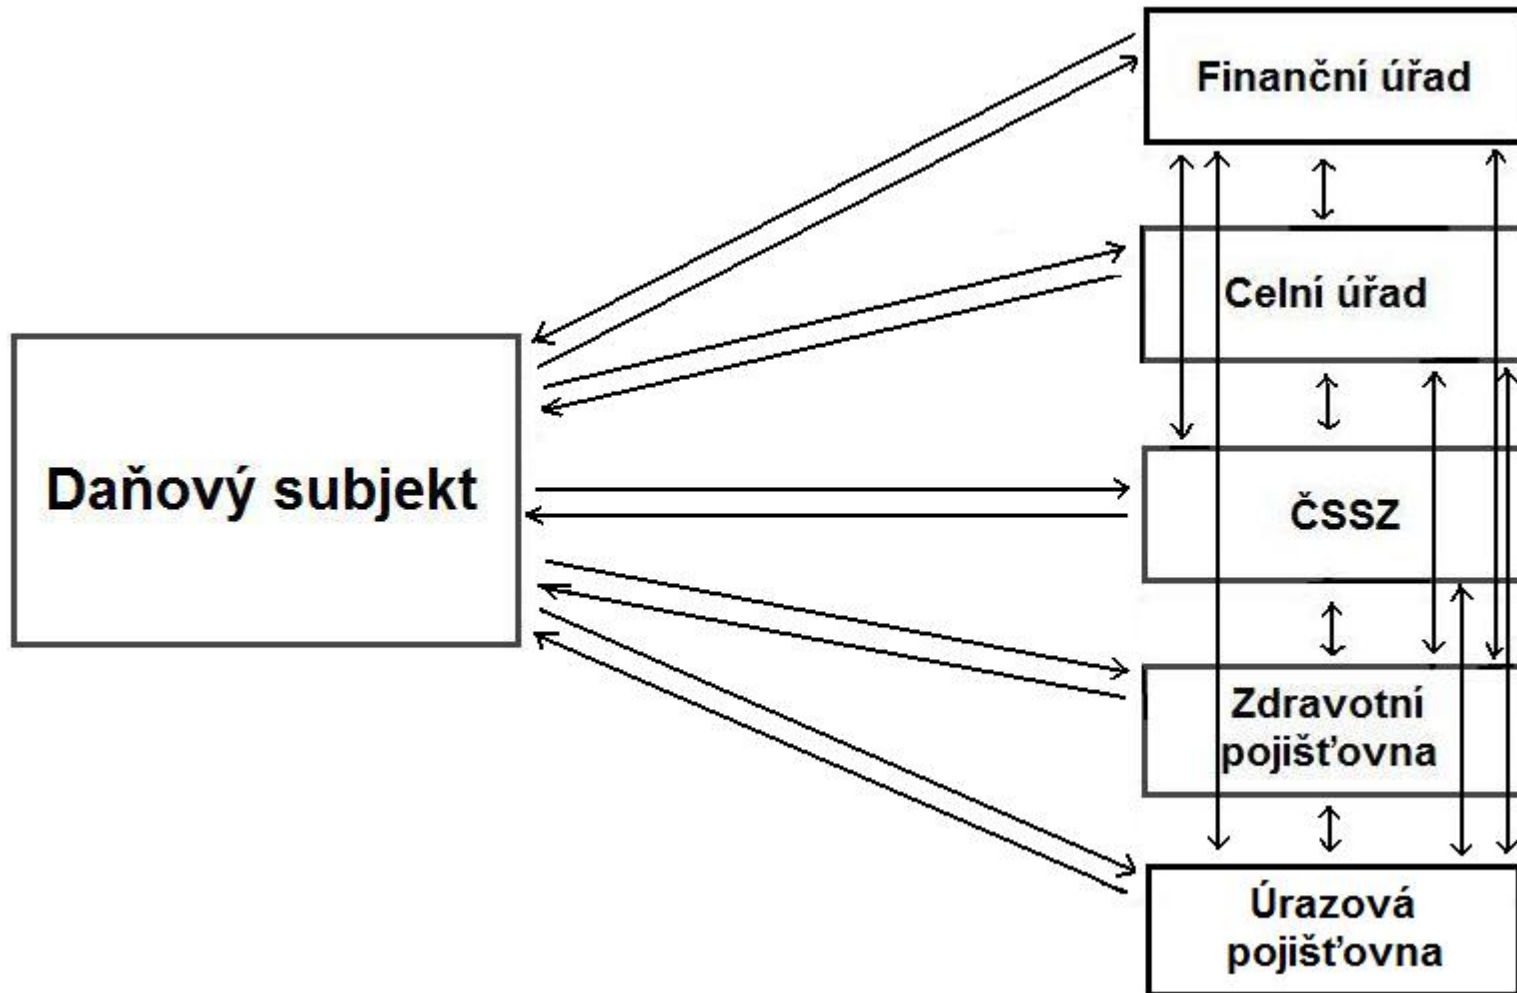 Finanční úřad
Celní úřad
Daňový subjekt
ČSSZ
Zdravotní
pojišťovna
Úrazová
pojišťovna